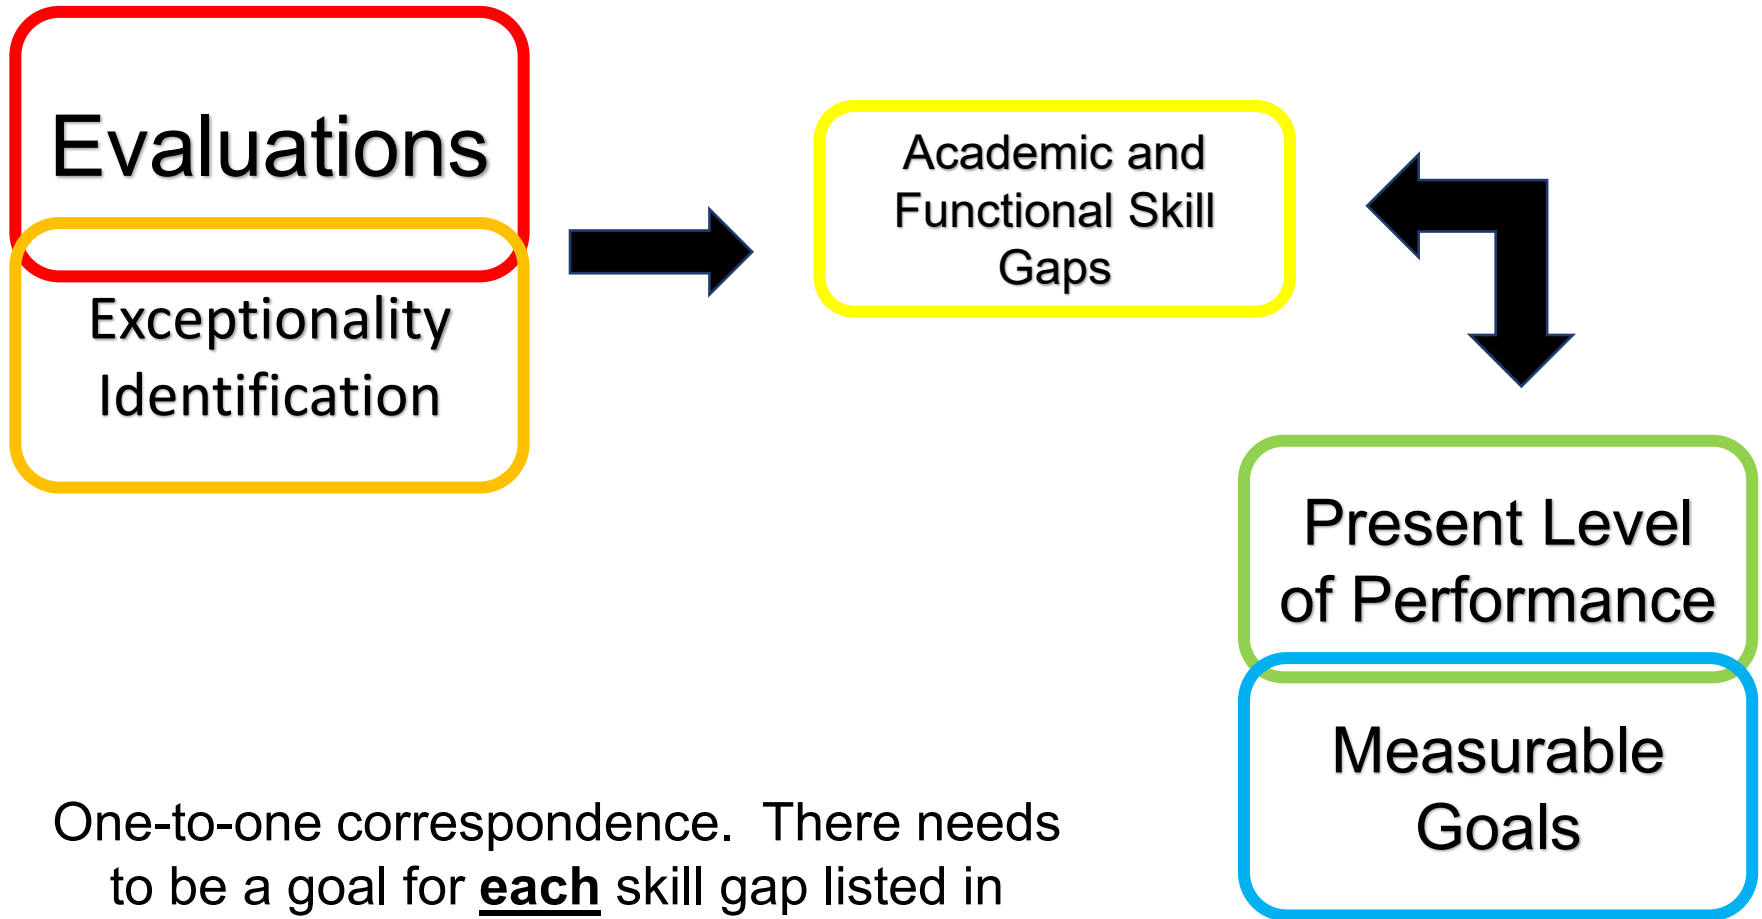 Evaluations
Exceptionality
Identification
Academic and
Functional Skill
Gaps
Present Level
of Performance
Measurable
Goals
One-to-one correspondence.  There needs
to be a goal for each skill gap listed in